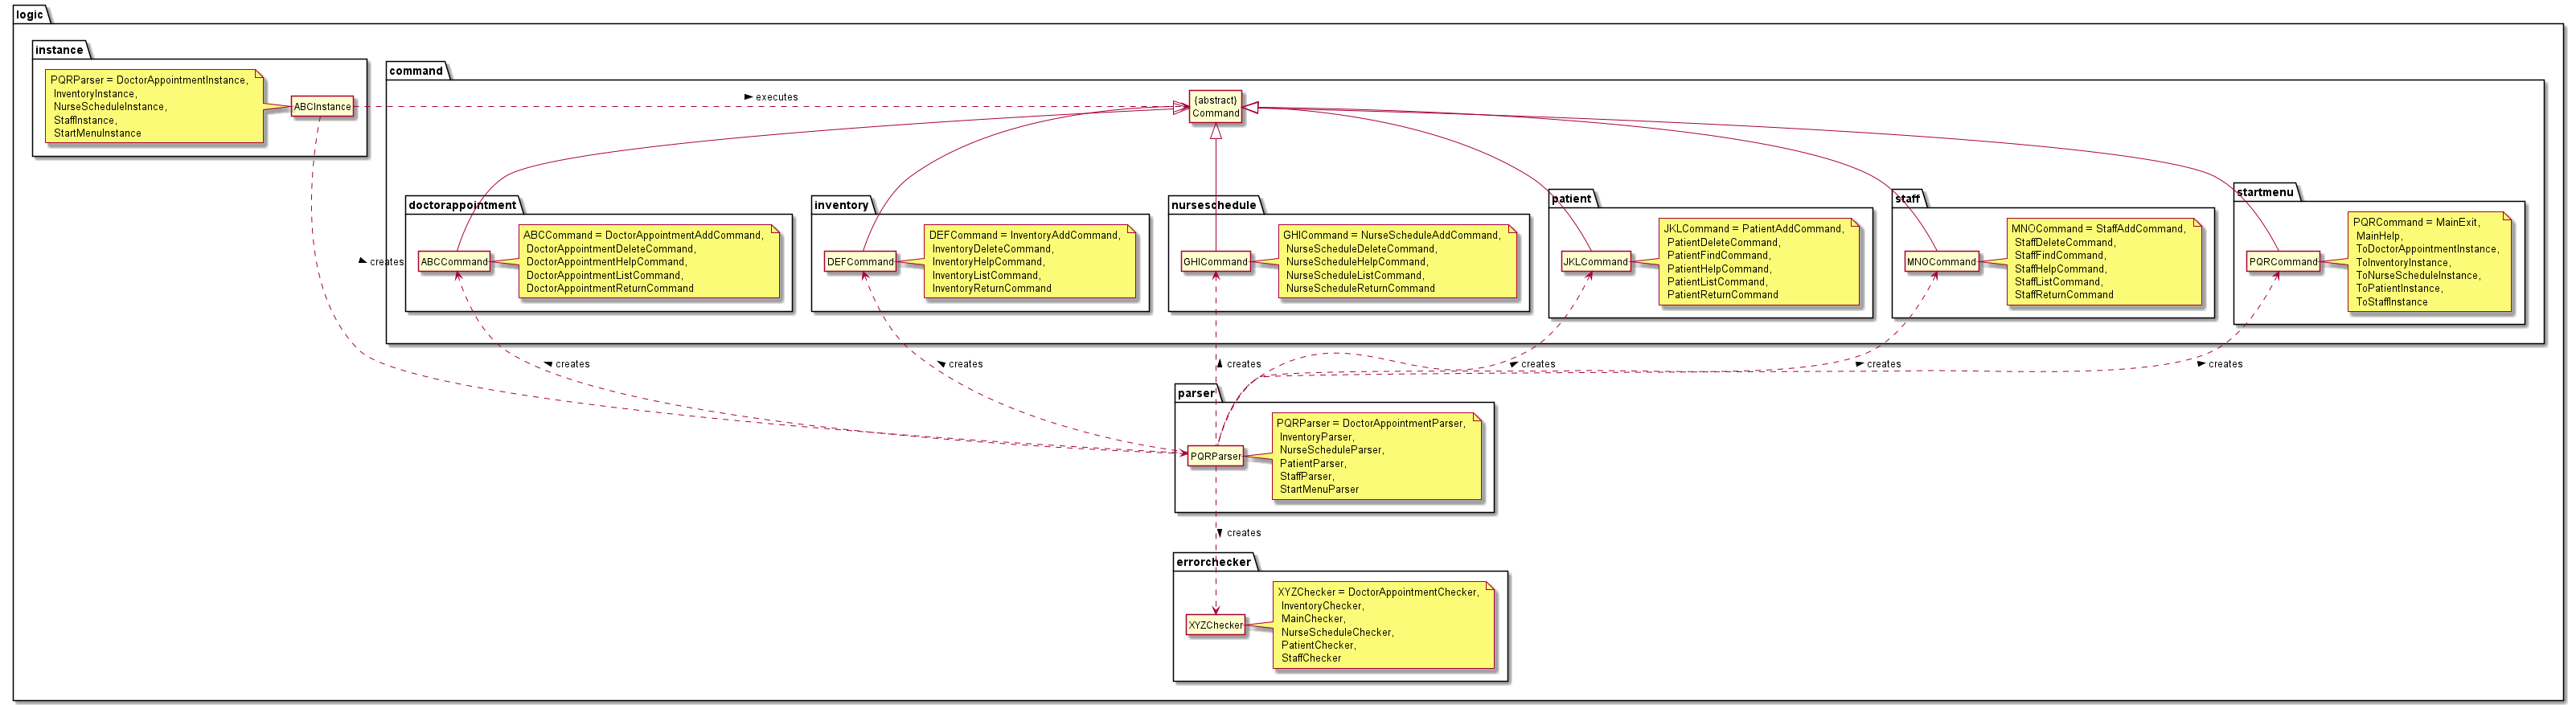 logic
instance
PQRParser = DoctorAppointmentInstance,
InventoryInstance,
NurseScheduleInstance,
StaffInstance,
StartMenuInstance
ABCInstance
executes
command
{abstract}
Command
doctorappointment
ABCCommand
ABCCommand = DoctorAppointmentAddCommand,
DoctorAppointmentDeleteCommand,
DoctorAppointmentHelpCommand,
DoctorAppointmentListCommand,
DoctorAppointmentReturnCommand
inventory
DEFCommand
DEFCommand = InventoryAddCommand,
InventoryDeleteCommand,
InventoryHelpCommand,
InventoryListCommand,
InventoryReturnCommand
nurseschedule
GHICommand
GHICommand = NurseScheduleAddCommand,
NurseScheduleDeleteCommand,
NurseScheduleHelpCommand,
NurseScheduleListCommand,
NurseScheduleReturnCommand
patient
JKLCommand
JKLCommand = PatientAddCommand,
PatientDeleteCommand,
PatientFindCommand,
PatientHelpCommand,
PatientListCommand,
PatientReturnCommand
staff
MNOCommand
MNOCommand = StaffAddCommand,
StaffDeleteCommand,
StaffFindCommand,
StaffHelpCommand,
StaffListCommand,
StaffReturnCommand
startmenu
PQRCommand
PQRCommand = MainExit,
MainHelp,
ToDoctorAppointmentInstance,
ToInventoryInstance,
ToNurseScheduleInstance,
ToPatientInstance,
ToStaffInstance
creates
creates
creates
creates
creates
creates
creates
parser
PQRParser
PQRParser = DoctorAppointmentParser,
InventoryParser,
NurseScheduleParser,
PatientParser,
StaffParser,
StartMenuParser
creates
errorchecker
XYZChecker
XYZChecker = DoctorAppointmentChecker,
InventoryChecker,
MainChecker,
NurseScheduleChecker,
PatientChecker,
StaffChecker